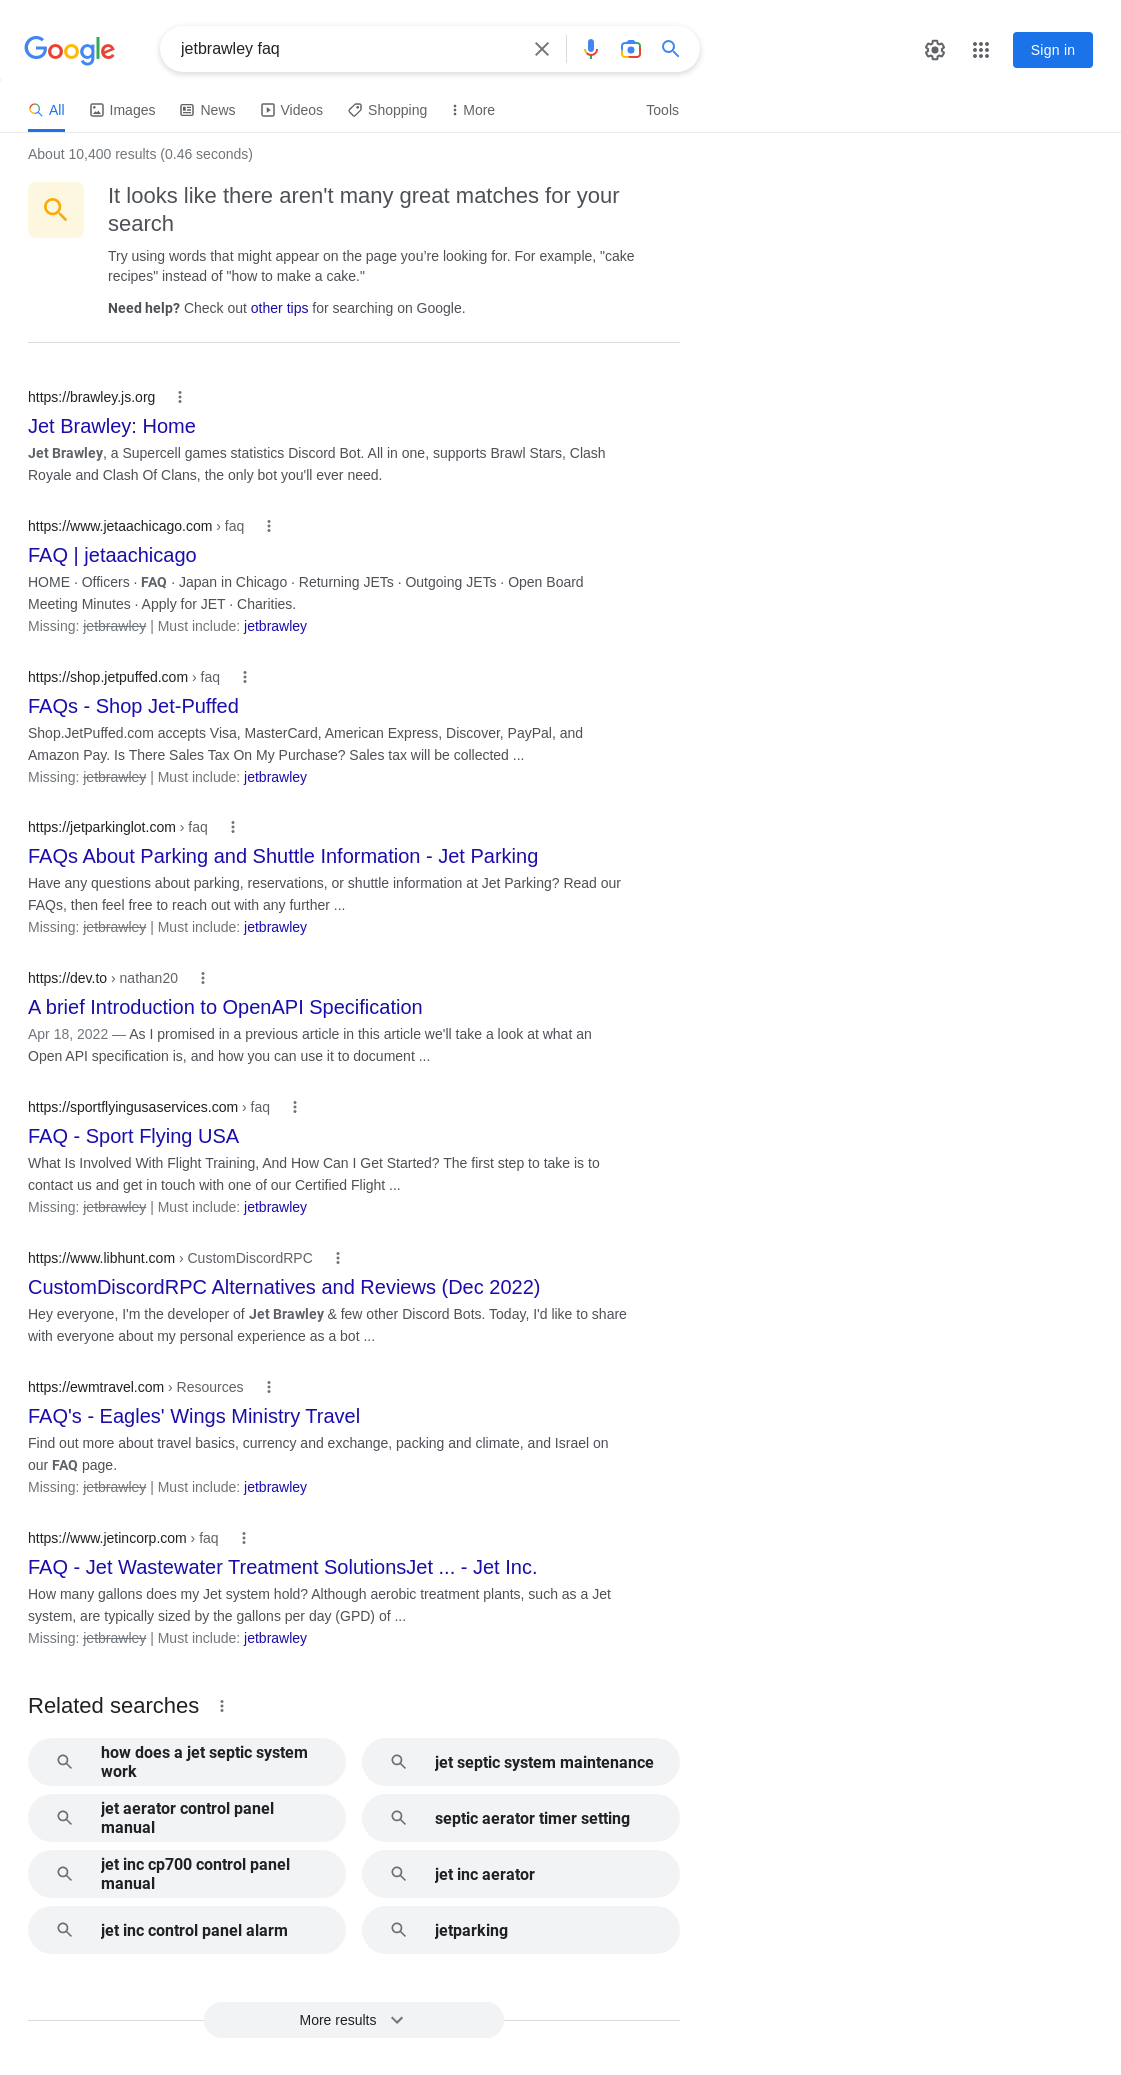 Google
jetbrawley faq
Sign in
All
Images
News
Videos
Shopping
More
Tools
About 10,400 results (0.46 seconds)
It looks like there aren't many great matches for your
search
Try using words that might appear on the page you’re looking for. For example, "cake
recipes" instead of "how to make a cake."
Need help? Check out other tips for searching on Google.
https://brawley.js.org
Jet Brawley: Home
Jet Brawley, a Supercell games statistics Discord Bot. All in one, supports Brawl Stars, Clash
Royale and Clash Of Clans, the only bot you'll ever need.
https://www.jetaachicago.com › faq
FAQ | jetaachicago
HOME · Officers · FAQ · Japan in Chicago · Returning JETs · Outgoing JETs · Open Board
Meeting Minutes · Apply for JET · Charities.
Missing: jetbrawley | Must include: jetbrawley
https://shop.jetpuffed.com › faq
FAQs - Shop Jet-Puffed
Shop.JetPuffed.com accepts Visa, MasterCard, American Express, Discover, PayPal, and
Amazon Pay. Is There Sales Tax On My Purchase? Sales tax will be collected ...
Missing: jetbrawley | Must include: jetbrawley
https://jetparkinglot.com › faq
FAQs About Parking and Shuttle Information - Jet Parking
Have any questions about parking, reservations, or shuttle information at Jet Parking? Read our
FAQs, then feel free to reach out with any further ...
Missing: jetbrawley | Must include: jetbrawley
https://dev.to › nathan20
A brief Introduction to OpenAPI Specification
Apr 18, 2022 — As I promised in a previous article in this article we'll take a look at what an
Open API specification is, and how you can use it to document ...
https://sportflyingusaservices.com › faq
FAQ - Sport Flying USA
What Is Involved With Flight Training, And How Can I Get Started? The first step to take is to
contact us and get in touch with one of our Certified Flight ...
Missing: jetbrawley | Must include: jetbrawley
https://www.libhunt.com › CustomDiscordRPC
CustomDiscordRPC Alternatives and Reviews (Dec 2022)
Hey everyone, I'm the developer of Jet Brawley & few other Discord Bots. Today, I'd like to share
with everyone about my personal experience as a bot ...
https://ewmtravel.com › Resources
FAQ's - Eagles' Wings Ministry Travel
Find out more about travel basics, currency and exchange, packing and climate, and Israel on
our FAQ page.
Missing: jetbrawley | Must include: jetbrawley
https://www.jetincorp.com › faq
FAQ - Jet Wastewater Treatment SolutionsJet ... - Jet Inc.
How many gallons does my Jet system hold? Although aerobic treatment plants, such as a Jet
system, are typically sized by the gallons per day (GPD) of ...
Missing: jetbrawley | Must include: jetbrawley
Related searches
how does a jet septic system
work
jet septic system maintenance
jet aerator control panel
manual
septic aerator timer setting
jet inc cp700 control panel
manual
jet inc aerator
jet inc control panel alarm
jetparking
More results